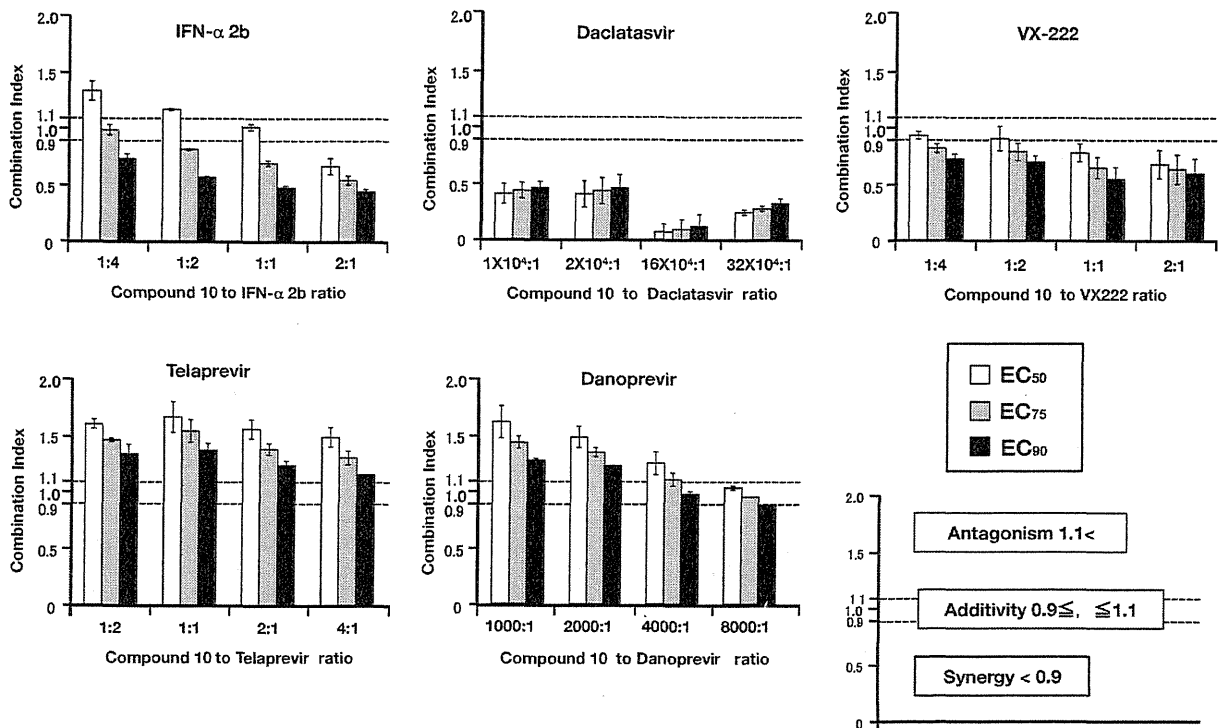 IFN-α 2b
Combination Index
2.0
1.5
1.1
1.0
0.9
0.5
0
1:4 1:2 1:1 2:1
Compound 10 to IFN-α 2b ratio
Daclatasvir
Combination Index
2.0
1.5
1.1
1.0
0.9
0.5
0
1X10⁴:1 2X10⁴:1 16X10⁴:1 32X10⁴:1
Compound 10 to Daclatasvir ratio
VX-222
Combination Index
2.0
1.5
1.1
1.0
0.9
0.5
0
1:4 1:2 1:1 2:1
Compound 10 to VX222 ratio
Telaprevir
Combination Index
2.0
1.5
1.1
1.0
0.9
0.5
0
1:2 1:1 2:1 4:1
Compound 10 to Telaprevir ratio
Danoprevir
Combination Index
2.0
1.5
1.1
1.0
0.9
0.5
0
1000:1 2000:1 4000:1 8000:1
Compound 10 to Danoprevir ratio
EC50
EC75
EC90
2.0
1.5
1.1
1.0
0.9
0.5
0
Antagonism 1.1<
Additivity 0.9≦, ≦1.1
Synergy < 0.9